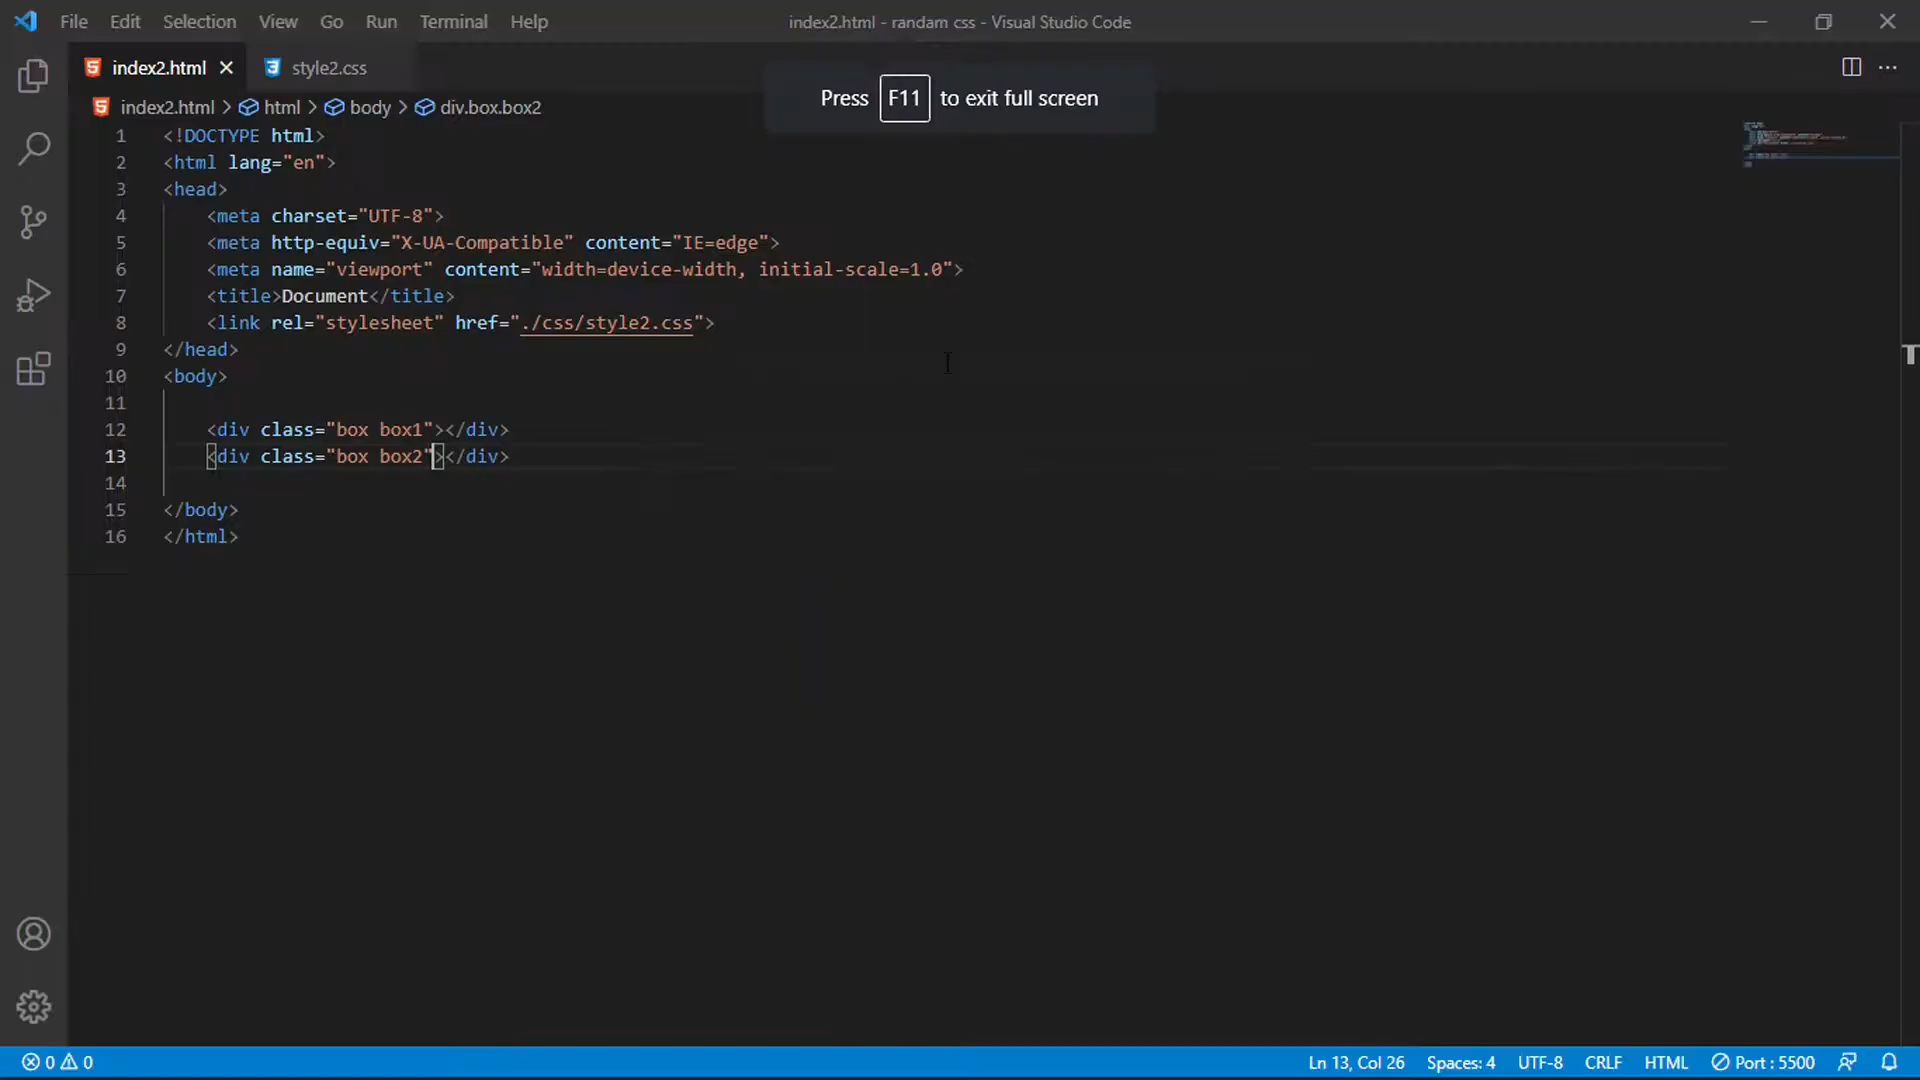 File Edit Selection View Go Run Terminal Help index2.html - randam css - Visual Studio Code
index2.html style2.css
Press F11 to exit full screen
index2.html > html > body > div.box.box2
1 <!DOCTYPE html>
2 <html lang="en">
3 <head>
4 <meta charset="UTF-8">
5 <meta http-equiv="X-UA-Compatible" content="IE=edge">
6 <meta name="viewport" content="width=device-width, initial-scale=1.0">
7 <title>Document</title>
8 <link rel="stylesheet" href="./css/style2.css">
9 </head>
10 <body>
11
12 <div class="box box1"></div>
13 <div class="box box2"></div>
14
15 </body>
16 </html>
0 0 Ln 13, Col 26 Spaces: 4 UTF-8 CRLF HTML Port : 5500